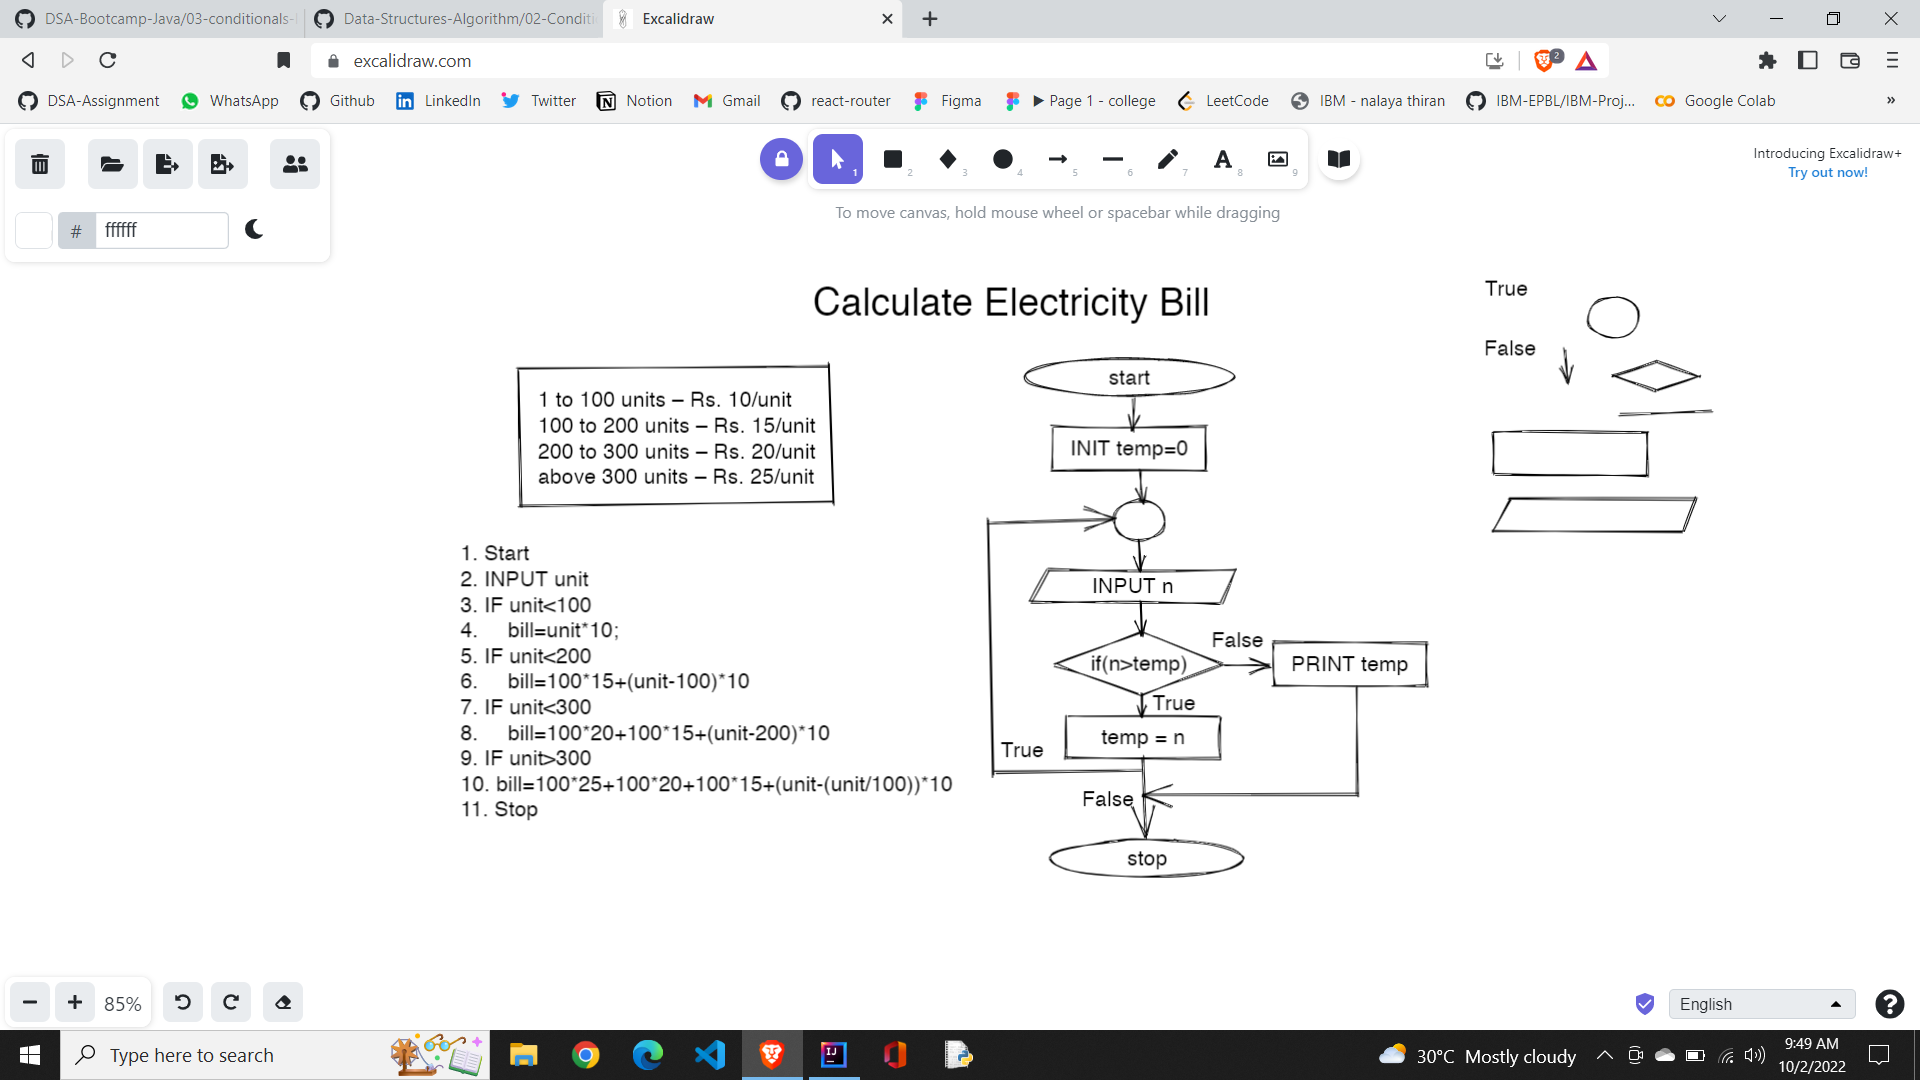 DSA-Bootcamp-Java/03-conditionals-
Data-Structures-Algorithm/02-Conditi
Excalidraw
excalidraw.com
2
DSA-Assignment
WhatsApp
Github
LinkedIn
Twitter
Notion
Gmail
react-router
Figma
Page 1 - college
LeetCode
IBM - nalaya thiran
IBM-EPBL/IBM-Proj...
Google Colab
»
1
2
3
4
5
6
7
A 8
9
Introducing Excalidraw+
Try out now!
To move canvas, hold mouse wheel or spacebar while dragging
# ffffff
Calculate Electricity Bill
1 to 100 units – Rs. 10/unit
100 to 200 units – Rs. 15/unit
200 to 300 units – Rs. 20/unit
above 300 units – Rs. 25/unit
1. Start
2. INPUT unit
3. IF unit<100
4. bill=unit*10;
5. IF unit<200
6. bill=100*15+(unit-100)*10
7. IF unit<300
8. bill=100*20+100*15+(unit-200)*10
9. IF unit>300
10. bill=100*25+100*20+100*15+(unit-(unit/100))*10
11. Stop
start
INIT temp=0
INPUT n
if(n>temp)
False
PRINT temp
True
temp = n
True
False
stop
True
False
85%
English
?
Type here to search
30°C Mostly cloudy
9:49 AM
10/2/2022